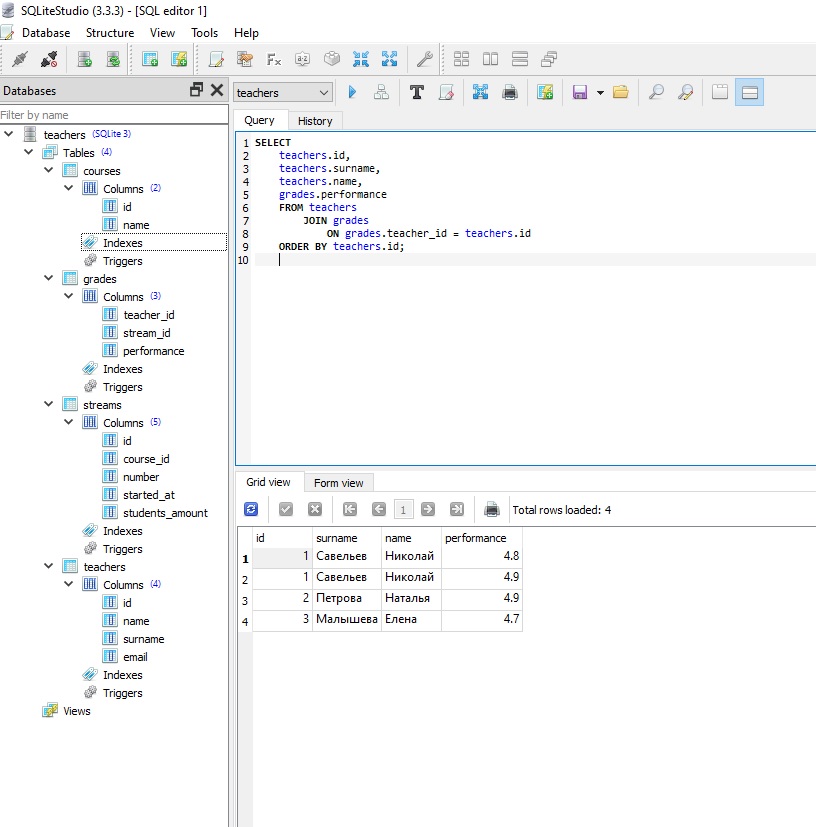 SQLiteStudio (3.3.3) - [SQL editor 1]
Database Structure View Tools Help
Databases
Filter by name
teachers (SQLite 3)
Tables (4)
courses
Columns (2)
id
name
Indexes
Triggers
grades
Columns (3)
teacher_id
stream_id
performance
Indexes
Triggers
streams
Columns (5)
id
course_id
number
started_at
students_amount
Indexes
Triggers
teachers
Columns (4)
id
name
surname
email
Indexes
Triggers
Views
teachers
Query History
1 SELECT
2 teachers.id,
3 teachers.surname,
4 teachers.name,
5 grades.performance
6 FROM teachers
7 JOIN grades
8 ON grades.teacher_id = teachers.id
9 ORDER BY teachers.id;
10
Grid view Form view
1 Total rows loaded: 4
id surname name performance
1 1 Савельев Николай 4.8
2 1 Савельев Николай 4.9
3 2 Петрова Наталья 4.9
4 3 Малышева Елена 4.7